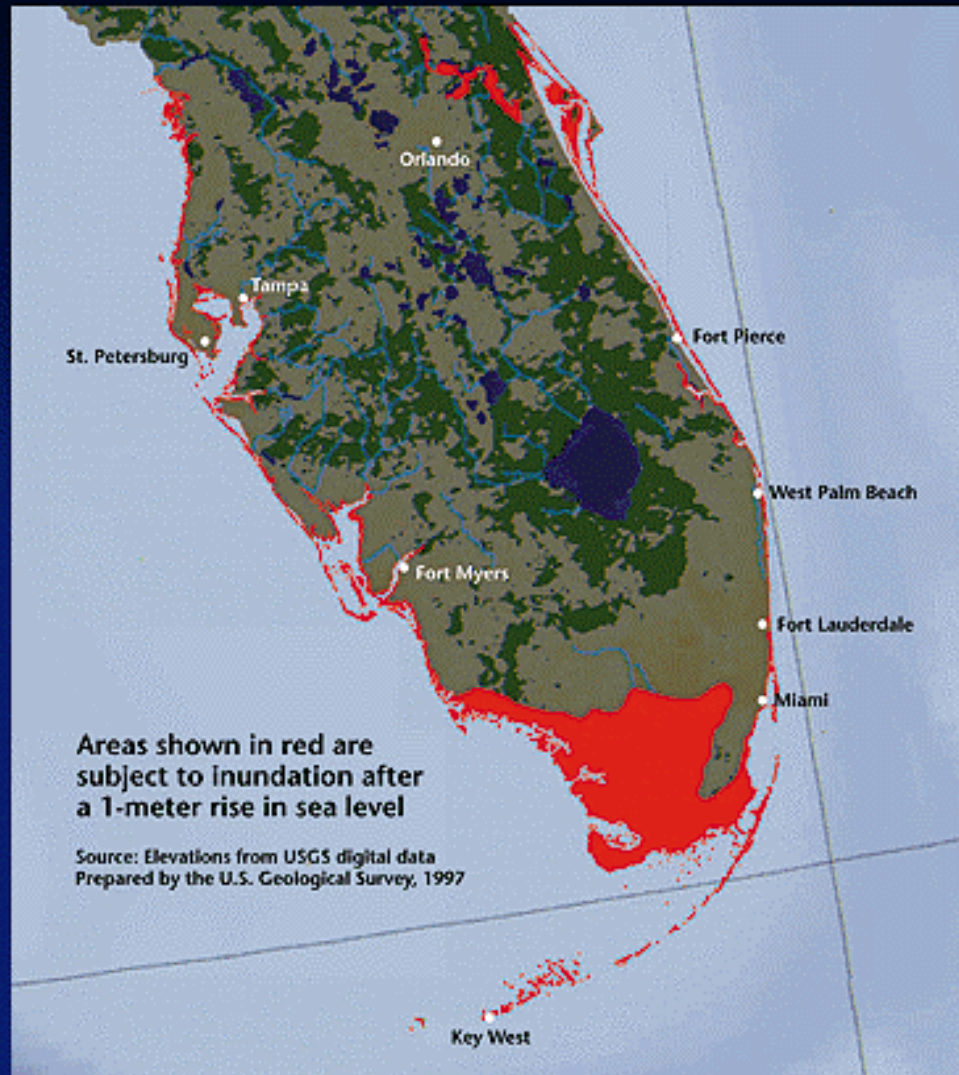 Orlando
Tampa
Fort Pierce
St. Petersburg
West Palm Beach
Fort Myers
Fort Lauderdale
Miami
Areas shown in red are
subject to inundation after
a 1-meter rise in sea level
Source: Elevations from USGS digital data
Prepared by the U.S. Geological Survey, 1997
Key West